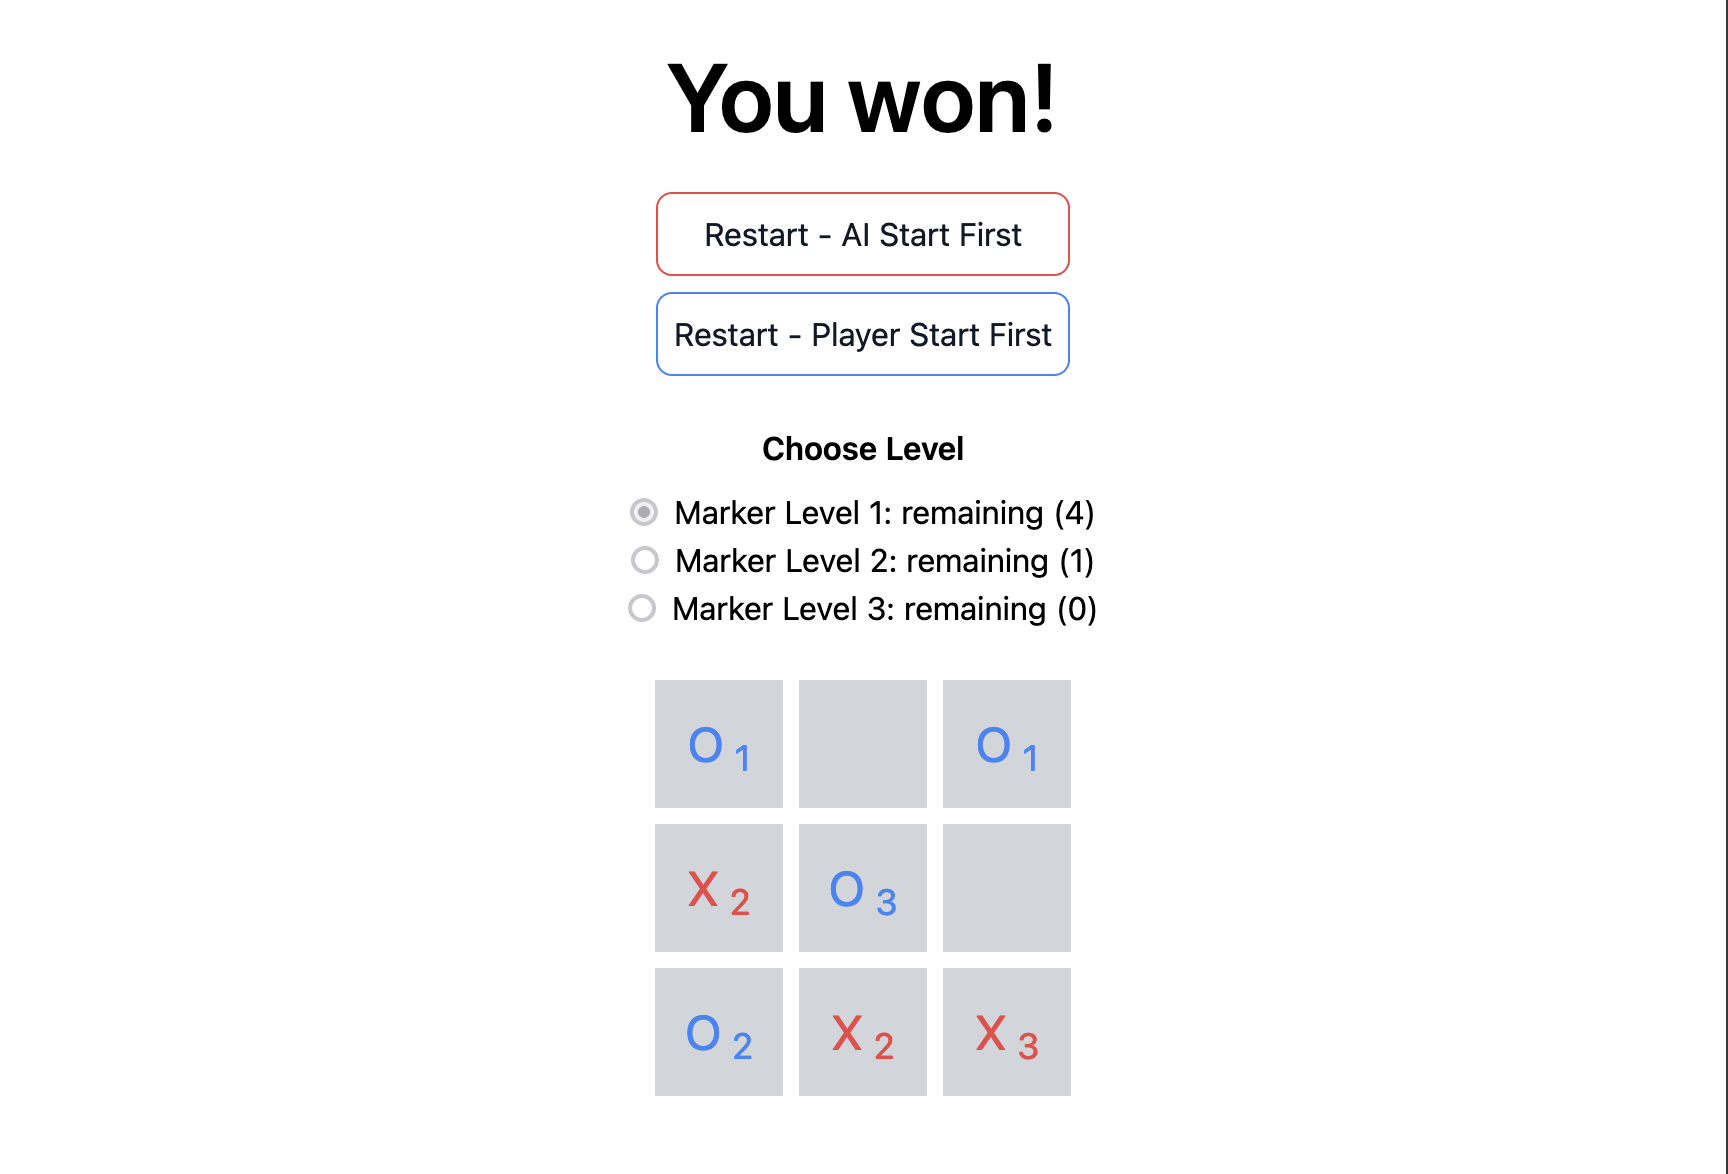 You won!
Restart - AI Start First
Restart - Player Start First
Choose Level
Marker Level 1: remaining (4)
Marker Level 2: remaining (1)
Marker Level 3: remaining (0)
O 1 O 1
X 2 O 3
O 2 X 2 X 3